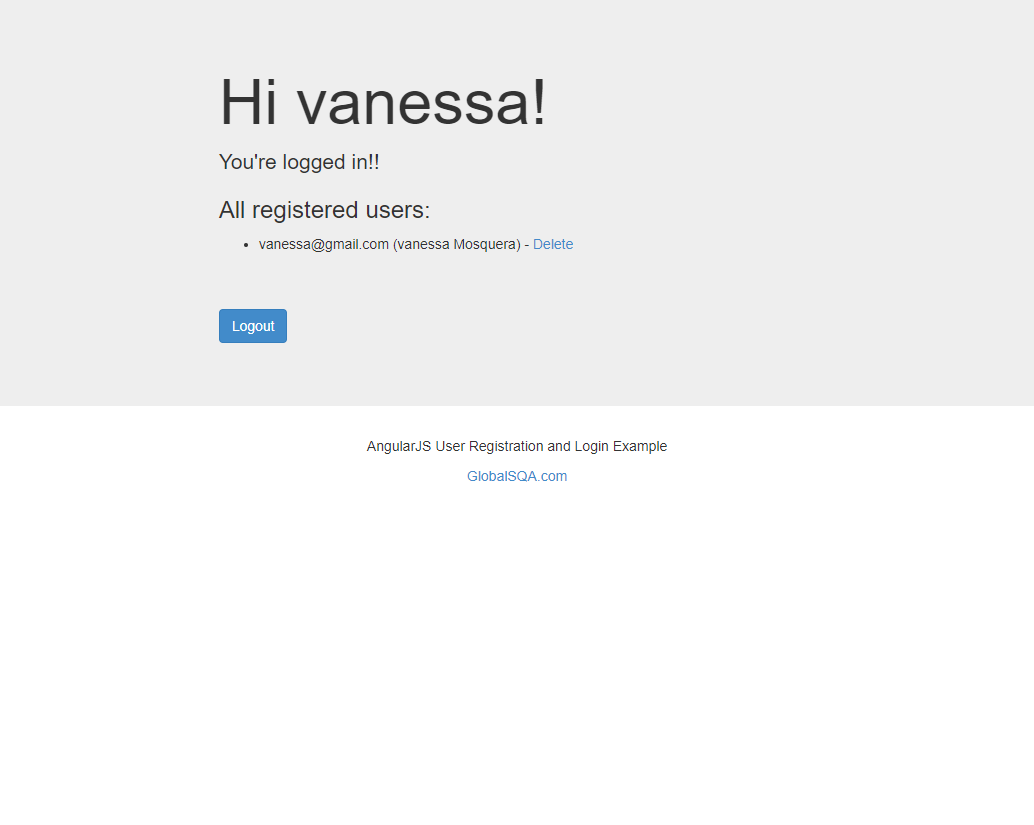 Hi vanessa!
You're logged in!!
All registered users:
vanessa@gmail.com (vanessa Mosquera) - Delete
Logout
AngularJS User Registration and Login Example
GlobalSQA.com